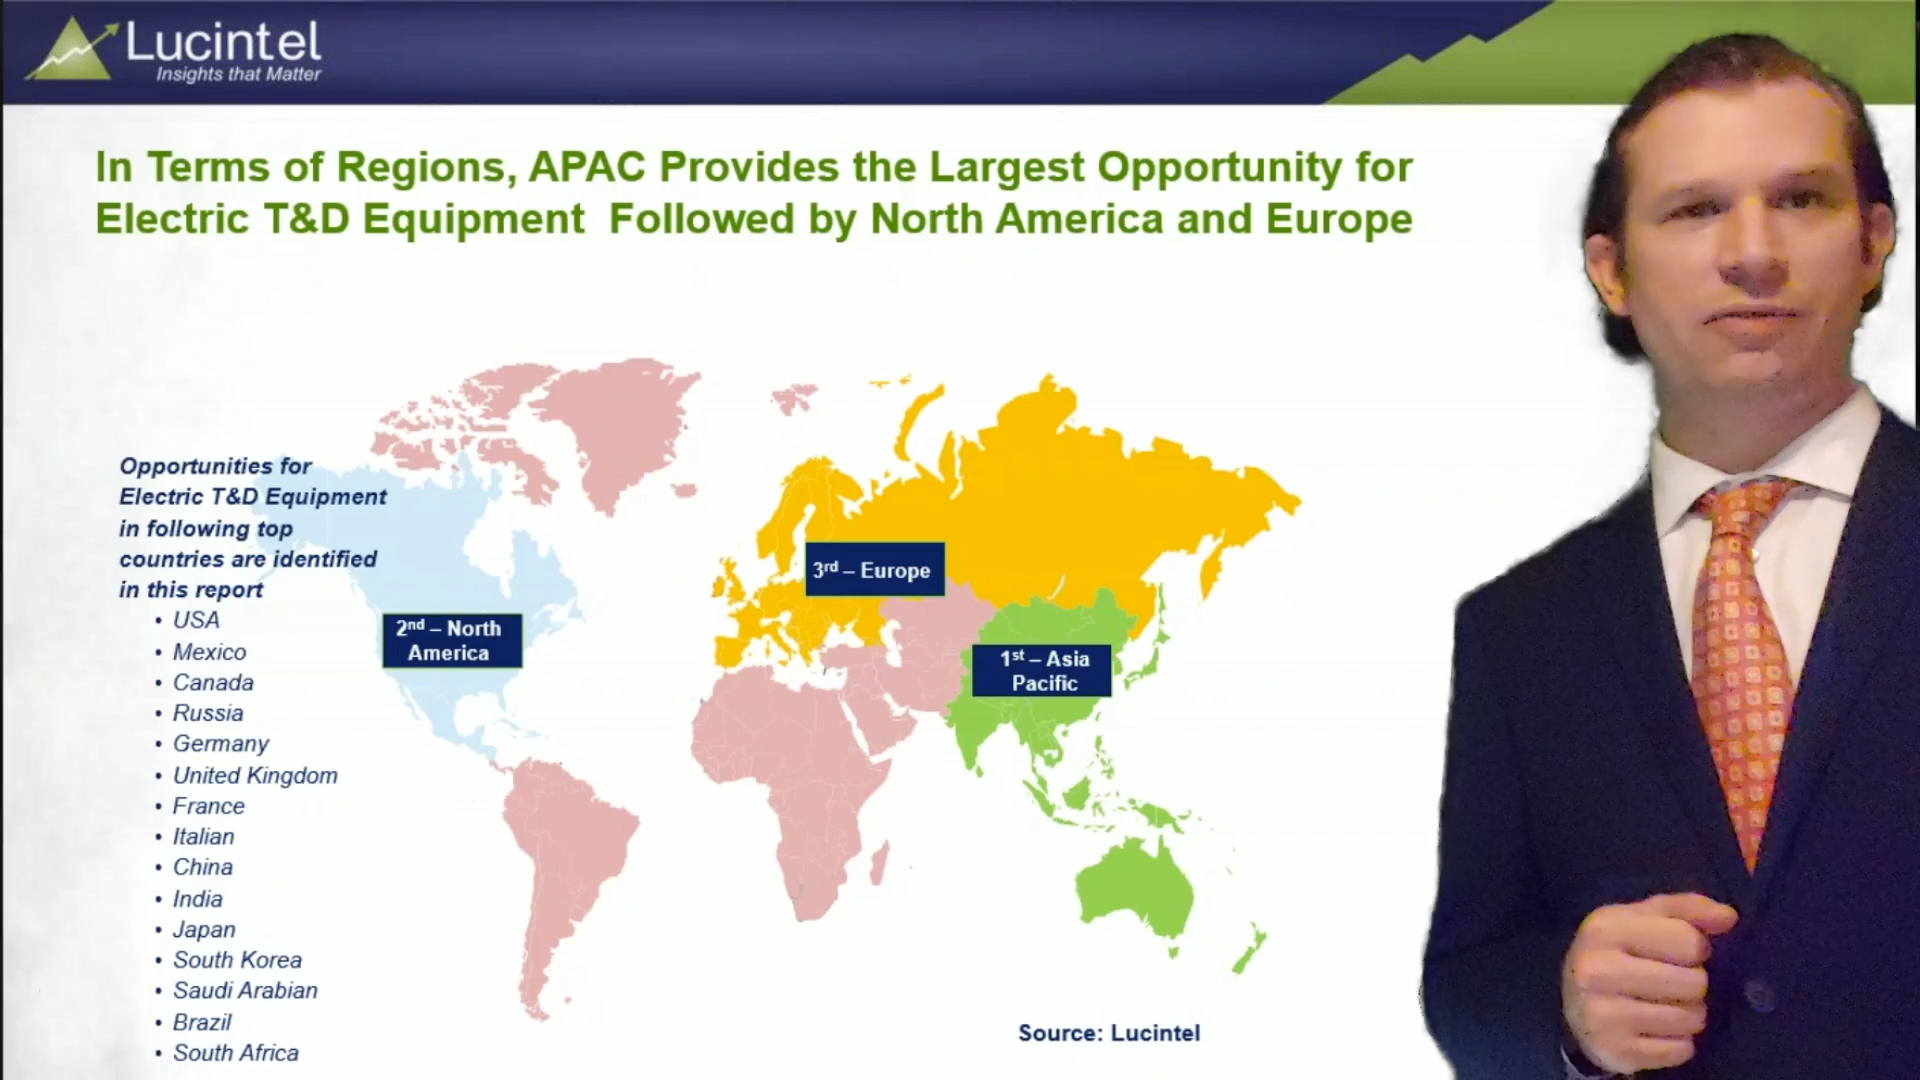 Lucintel
Insights that Matter
In Terms of Regions, APAC Provides the Largest Opportunity for
Electric T&D Equipment Followed by North America and Europe
Opportunities for
Electric T&D Equipment
in following top
countries are identified
in this report
• USA
• Mexico
• Canada
• Russia
• Germany
• United Kingdom
• France
• Italian
• China
• India
• Japan
• South Korea
• Saudi Arabian
• Brazil
• South Africa
2nd – North
America
3rd – Europe
1st – Asia
Pacific
Source: Lucintel